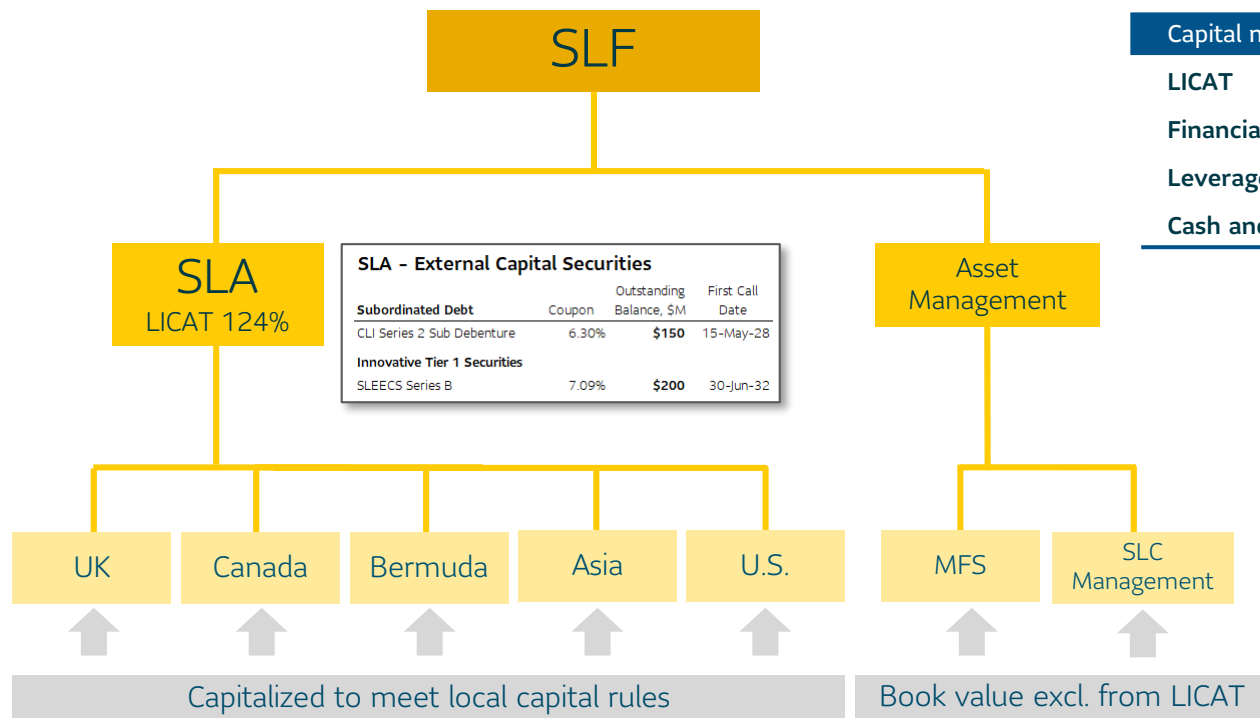 SLF
Capital
LICAT
Cash
SLA
LICAT 124%
SLA – External Capital Securities
Outstanding First Call
Subordinated Debt Coupon Balance, $M Date
CLI Series 2 Sub Debenture 6.30% $150 15-May-28
Innovative Tier 1 Securities
SLEECS Series B 7.09% $200 30-Jun-32
Asset
Management
UK Canada Bermuda Asia U.S. MFS SLC
Management
Capitalized to meet local capital rules
Book value excl. from LICAT